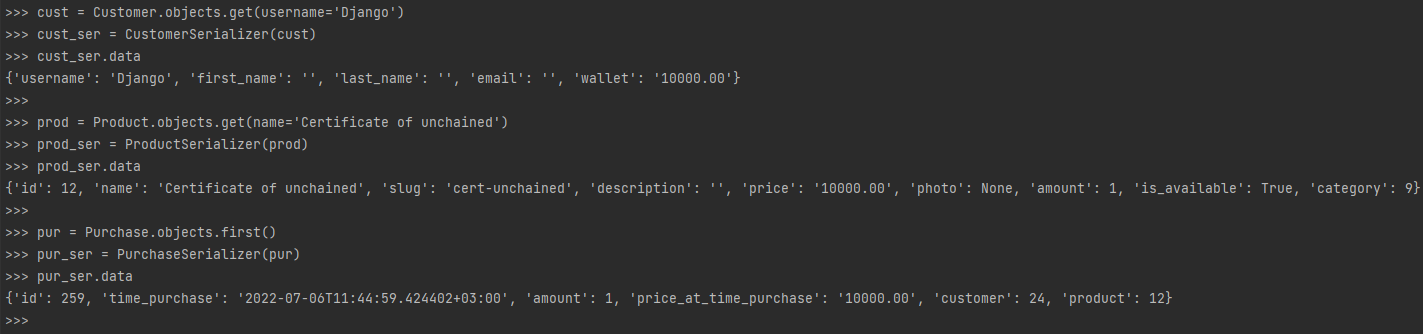 >>> cust = Customer.objects.get(username='Django')
>>> cust_ser = CustomerSerializer(cust)
>>> cust_ser.data
{'username': 'Django', 'first_name': '', 'last_name': '', 'email': '', 'wallet': '10000.00'}
>>>
>>> prod = Product.objects.get(name='Certificate of unchained')
>>> prod_ser = ProductSerializer(prod)
>>> prod_ser.data
{'id': 12, 'name': 'Certificate of unchained', 'slug': 'cert-unchained', 'description': '', 'price': '10000.00', 'photo': None, 'amount': 1, 'is_available': True, 'category': 9}
>>>
>>> pur = Purchase.objects.first()
>>> pur_ser = PurchaseSerializer(pur)
>>> pur_ser.data
{'id': 259, 'time_purchase': '2022-07-06T11:44:59.424402+03:00', 'amount': 1, 'price_at_time_purchase': '10000.00', 'customer': 24, 'product': 12}
>>>